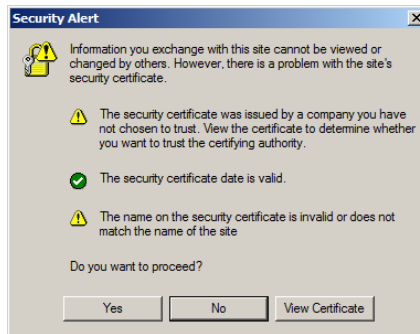 Security Alert
Information you exchange with this site cannot be viewed or
changed by others. However, there is a problem with the site's
security certificate.
The security certificate was issued by a company you have
not chosen to trust. View the certificate to determine whether
you want to trust the certifying authority.
The security certificate date is valid.
The name on the security certificate is invalid or does not
match the name of the site
Do you want to proceed?
Yes
No
View Certificate